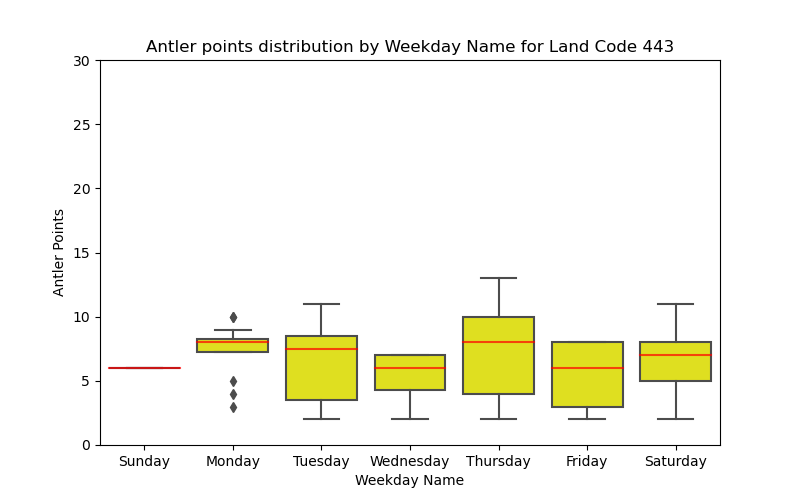 Antler points distribution by Weekday Name for Land Code 443
30
25
20
15
10
5
0
Antler Points
Sunday Monday Tuesday Wednesday Thursday Friday Saturday
Weekday Name